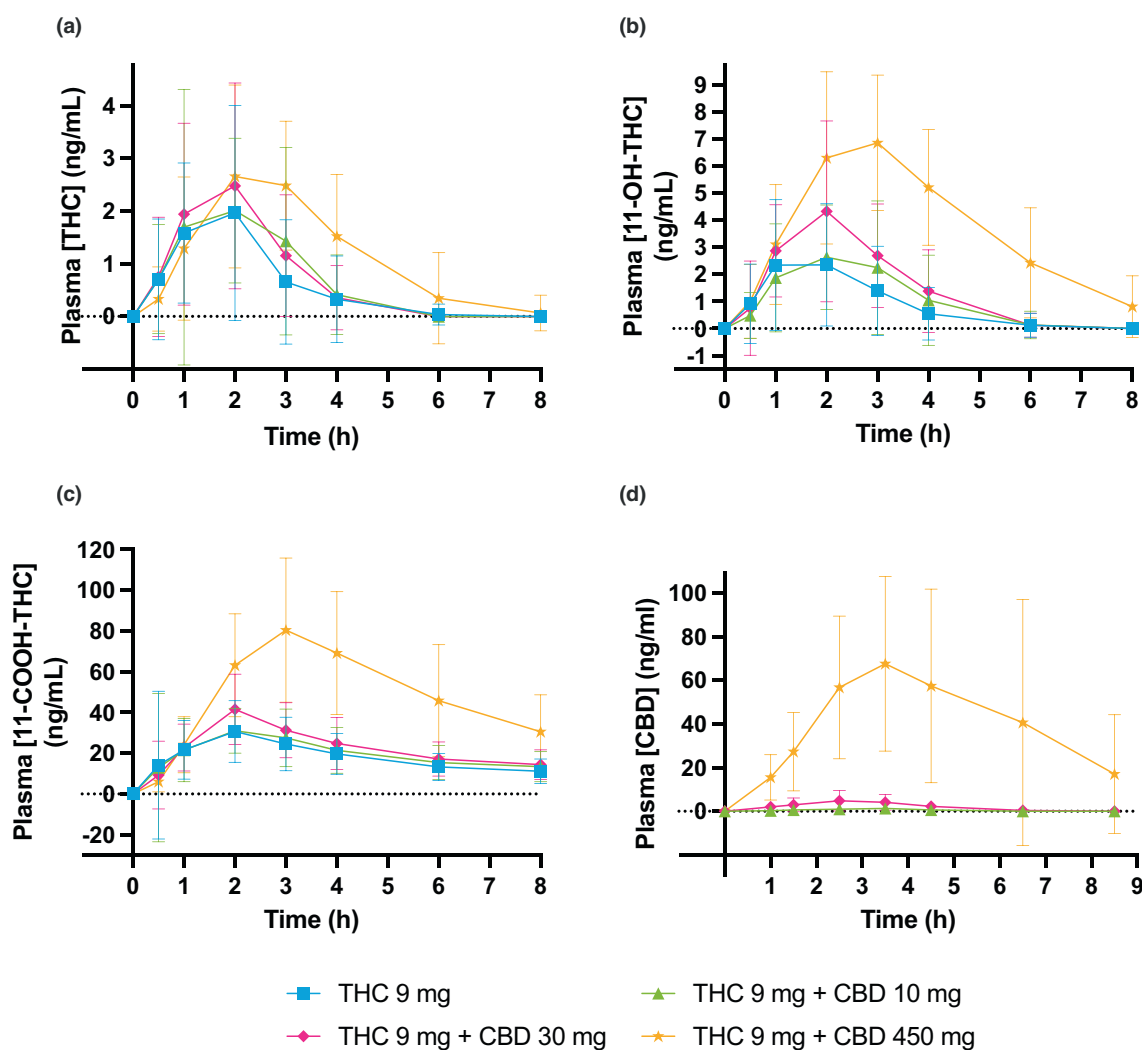 (a)
Plasma [THC] (ng/mL)
4
3
2
1
0
0 1 2 3 4 5 6 7 8
Time (h)
(b)
Plasma [11-OH-THC]
(ng/mL)
9
8
7
6
5
4
3
2
1
0
-1
0 1 2 3 4 5 6 7 8
Time (h)
(c)
Plasma [11-COOH-THC]
(ng/mL)
120
100
80
60
40
20
0
-20
0 1 2 3 4 5 6 7 8
Time (h)
(d)
Plasma [CBD] (ng/ml)
100
80
60
40
20
0
1 2 3 4 5 6 7 8 9
Time (h)
THC 9 mg
THC 9 mg + CBD 10 mg
THC 9 mg + CBD 30 mg
THC 9 mg + CBD 450 mg